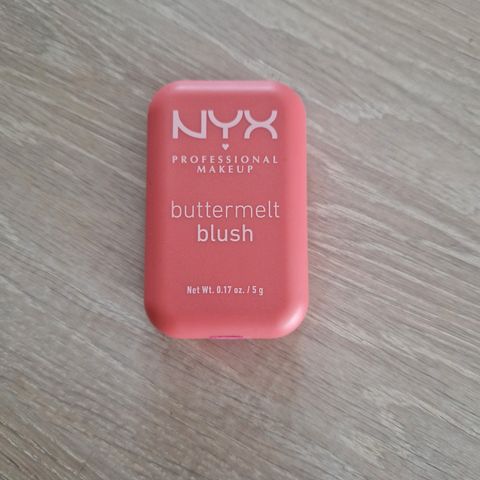 NYX
PROFESSIONAL
MAKEUP
buttermelt
blush
Net Wt. 0.17 oz. / 5 g